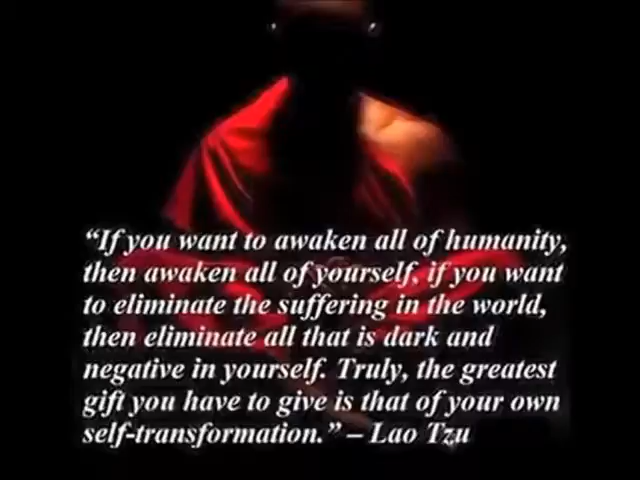 “If you want to awaken all of humanity,
then awaken all of yourself, if you want
to eliminate the suffering in the world,
then eliminate all that is dark and
negative in yourself. Truly, the greatest
gift you have to give is that of your own
self-transformation.” – Lao Tzu